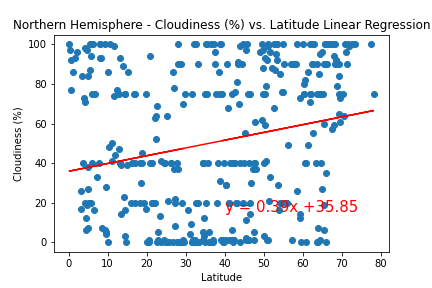 Northern Hemisphere - Cloudiness (%) vs. Latitude Linear Regression
Cloudiness (%)
100
80
60
40
20
0
y = 0.39x +35.85
0 10 20 30 40 50 60 70 80
Latitude